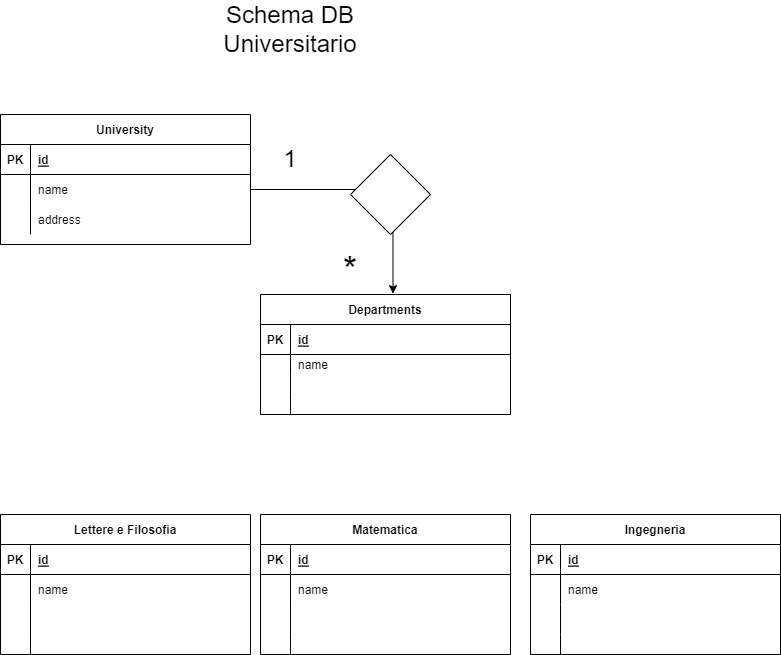 Schema DB
Universitario
University
PK id
name
address
1
*
Departments
PK id
name
Lettere e Filosofia
PK id
name
Matematica
PK id
name
Ingegneria
PK id
name